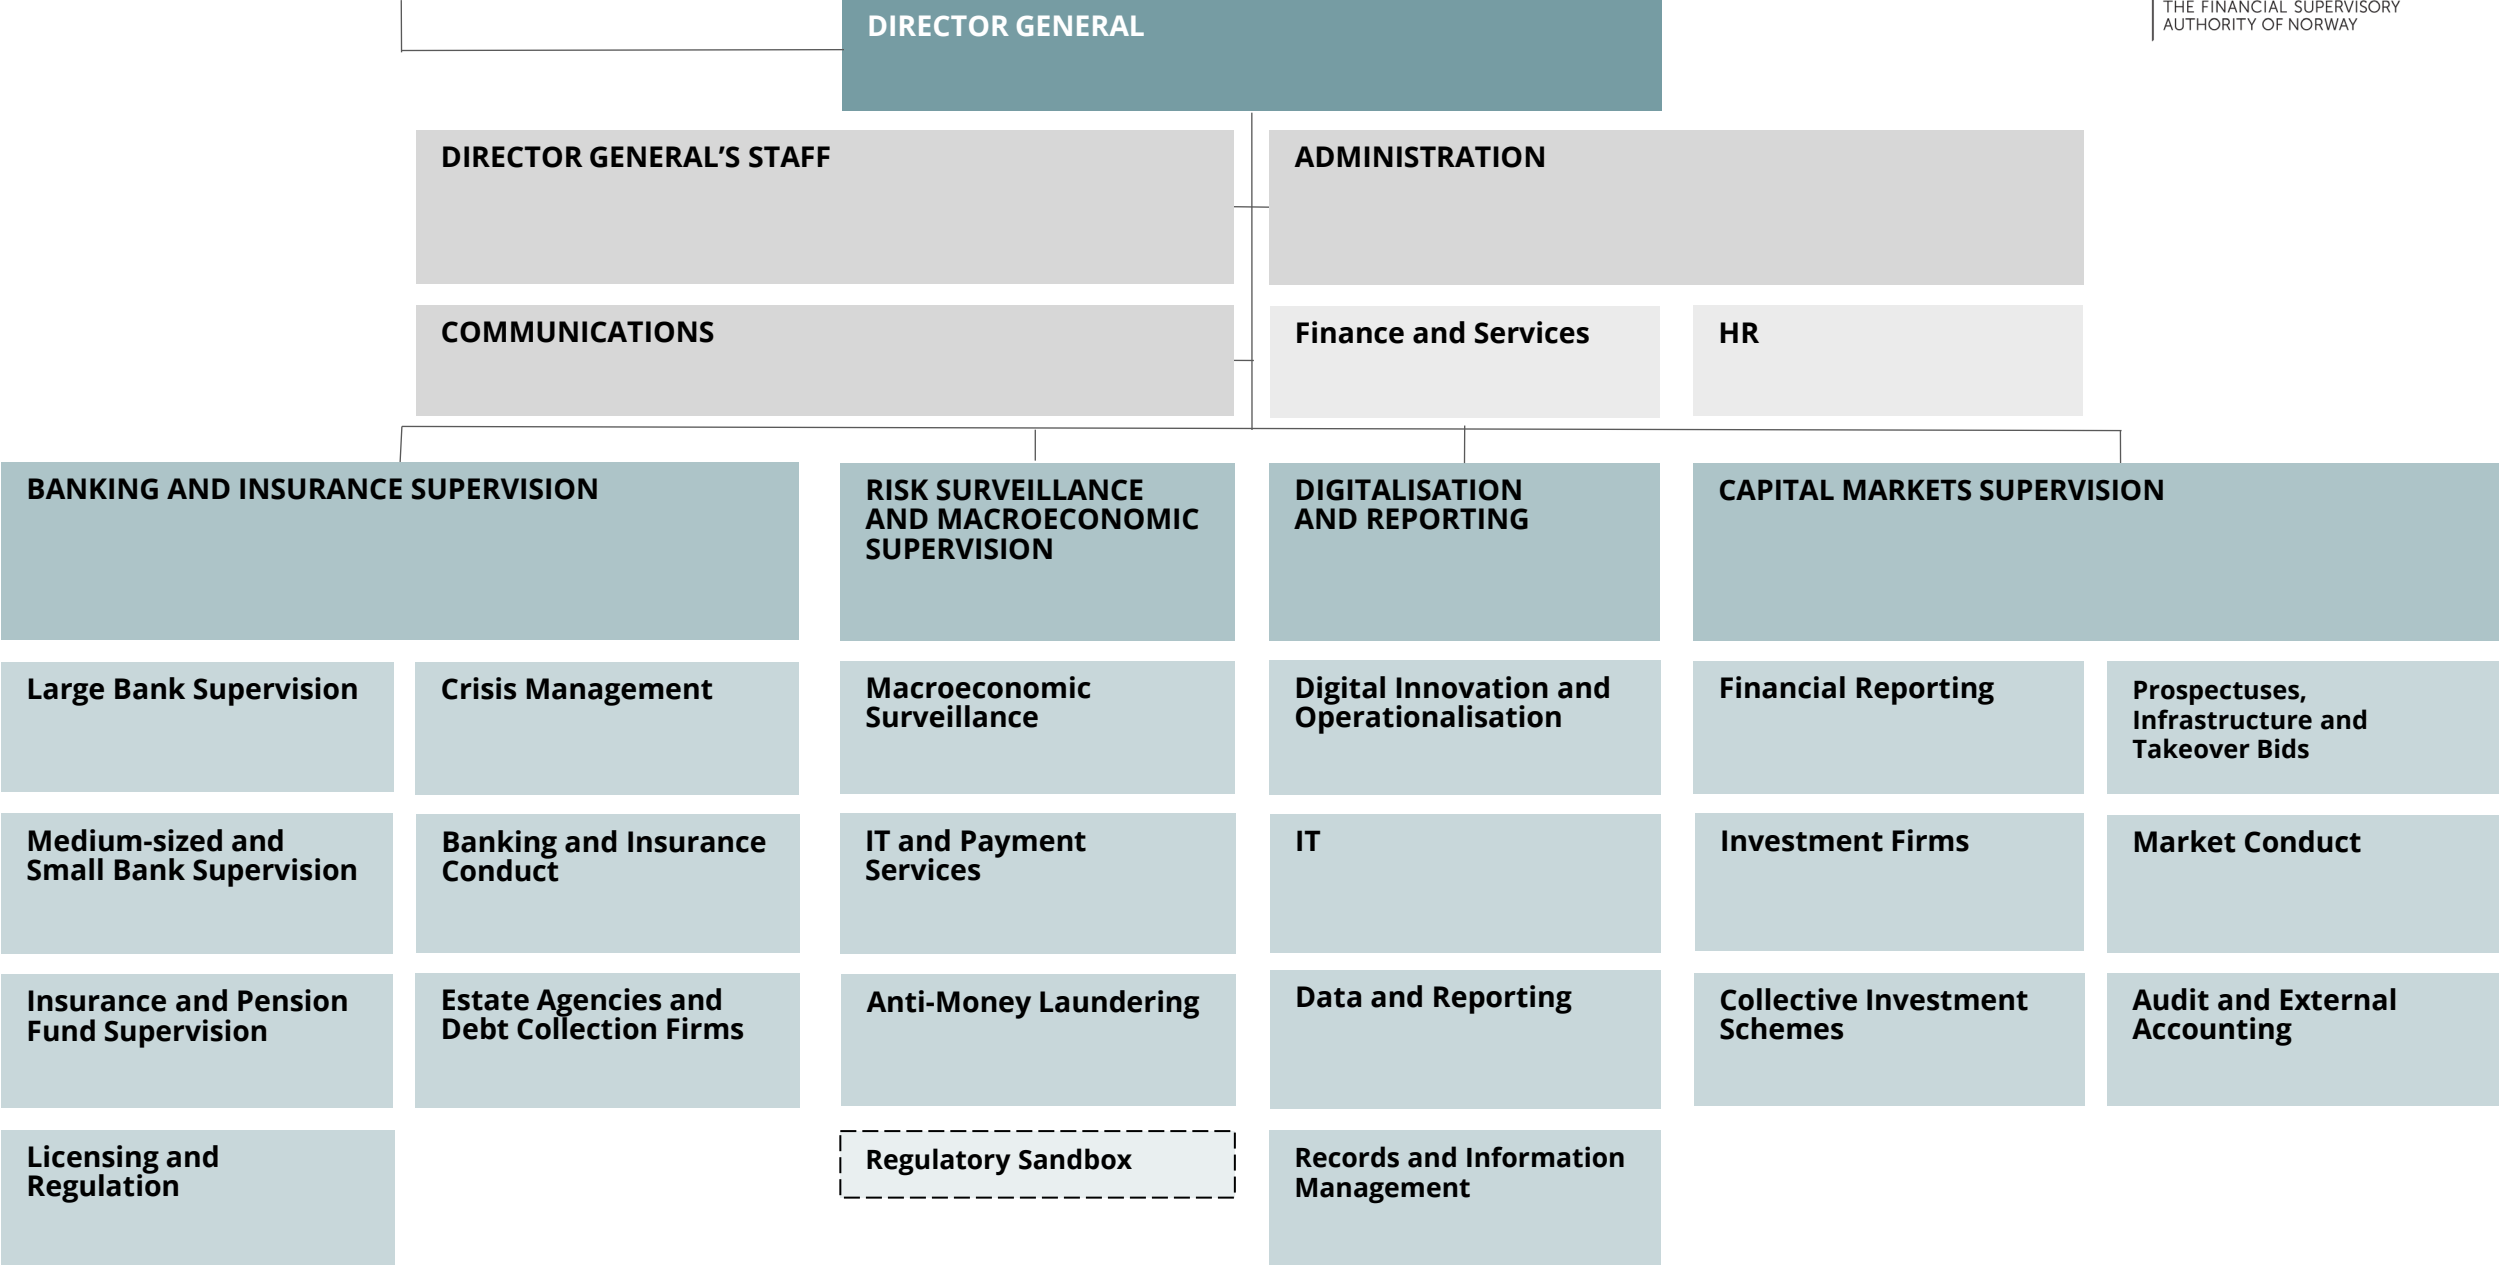 DIRECTOR GENERAL
THE FINANCIAL SUPERVISORY
AUTHORITY OF NORWAY
DIRECTOR GENERAL’S STAFF
ADMINISTRATION
COMMUNICATIONS
Finance and Services
HR
BANKING AND INSURANCE SUPERVISION
RISK SURVEILLANCE
AND MACROECONOMIC
SUPERVISION
DIGITALISATION
AND REPORTING
CAPITAL MARKETS SUPERVISION
Large Bank Supervision
Crisis Management
Macroeconomic
Surveillance
Digital Innovation and
Operationalisation
Financial Reporting
Prospectuses,
Infrastructure and
Takeover Bids
Medium-sized and
Small Bank Supervision
Banking and Insurance
Conduct
IT and Payment
Services
IT
Investment Firms
Market Conduct
Insurance and Pension
Fund Supervision
Estate Agencies and
Debt Collection Firms
Anti-Money Laundering
Data and Reporting
Collective Investment
Schemes
Audit and External
Accounting
Licensing and
Regulation
Regulatory Sandbox
Records and Information
Management